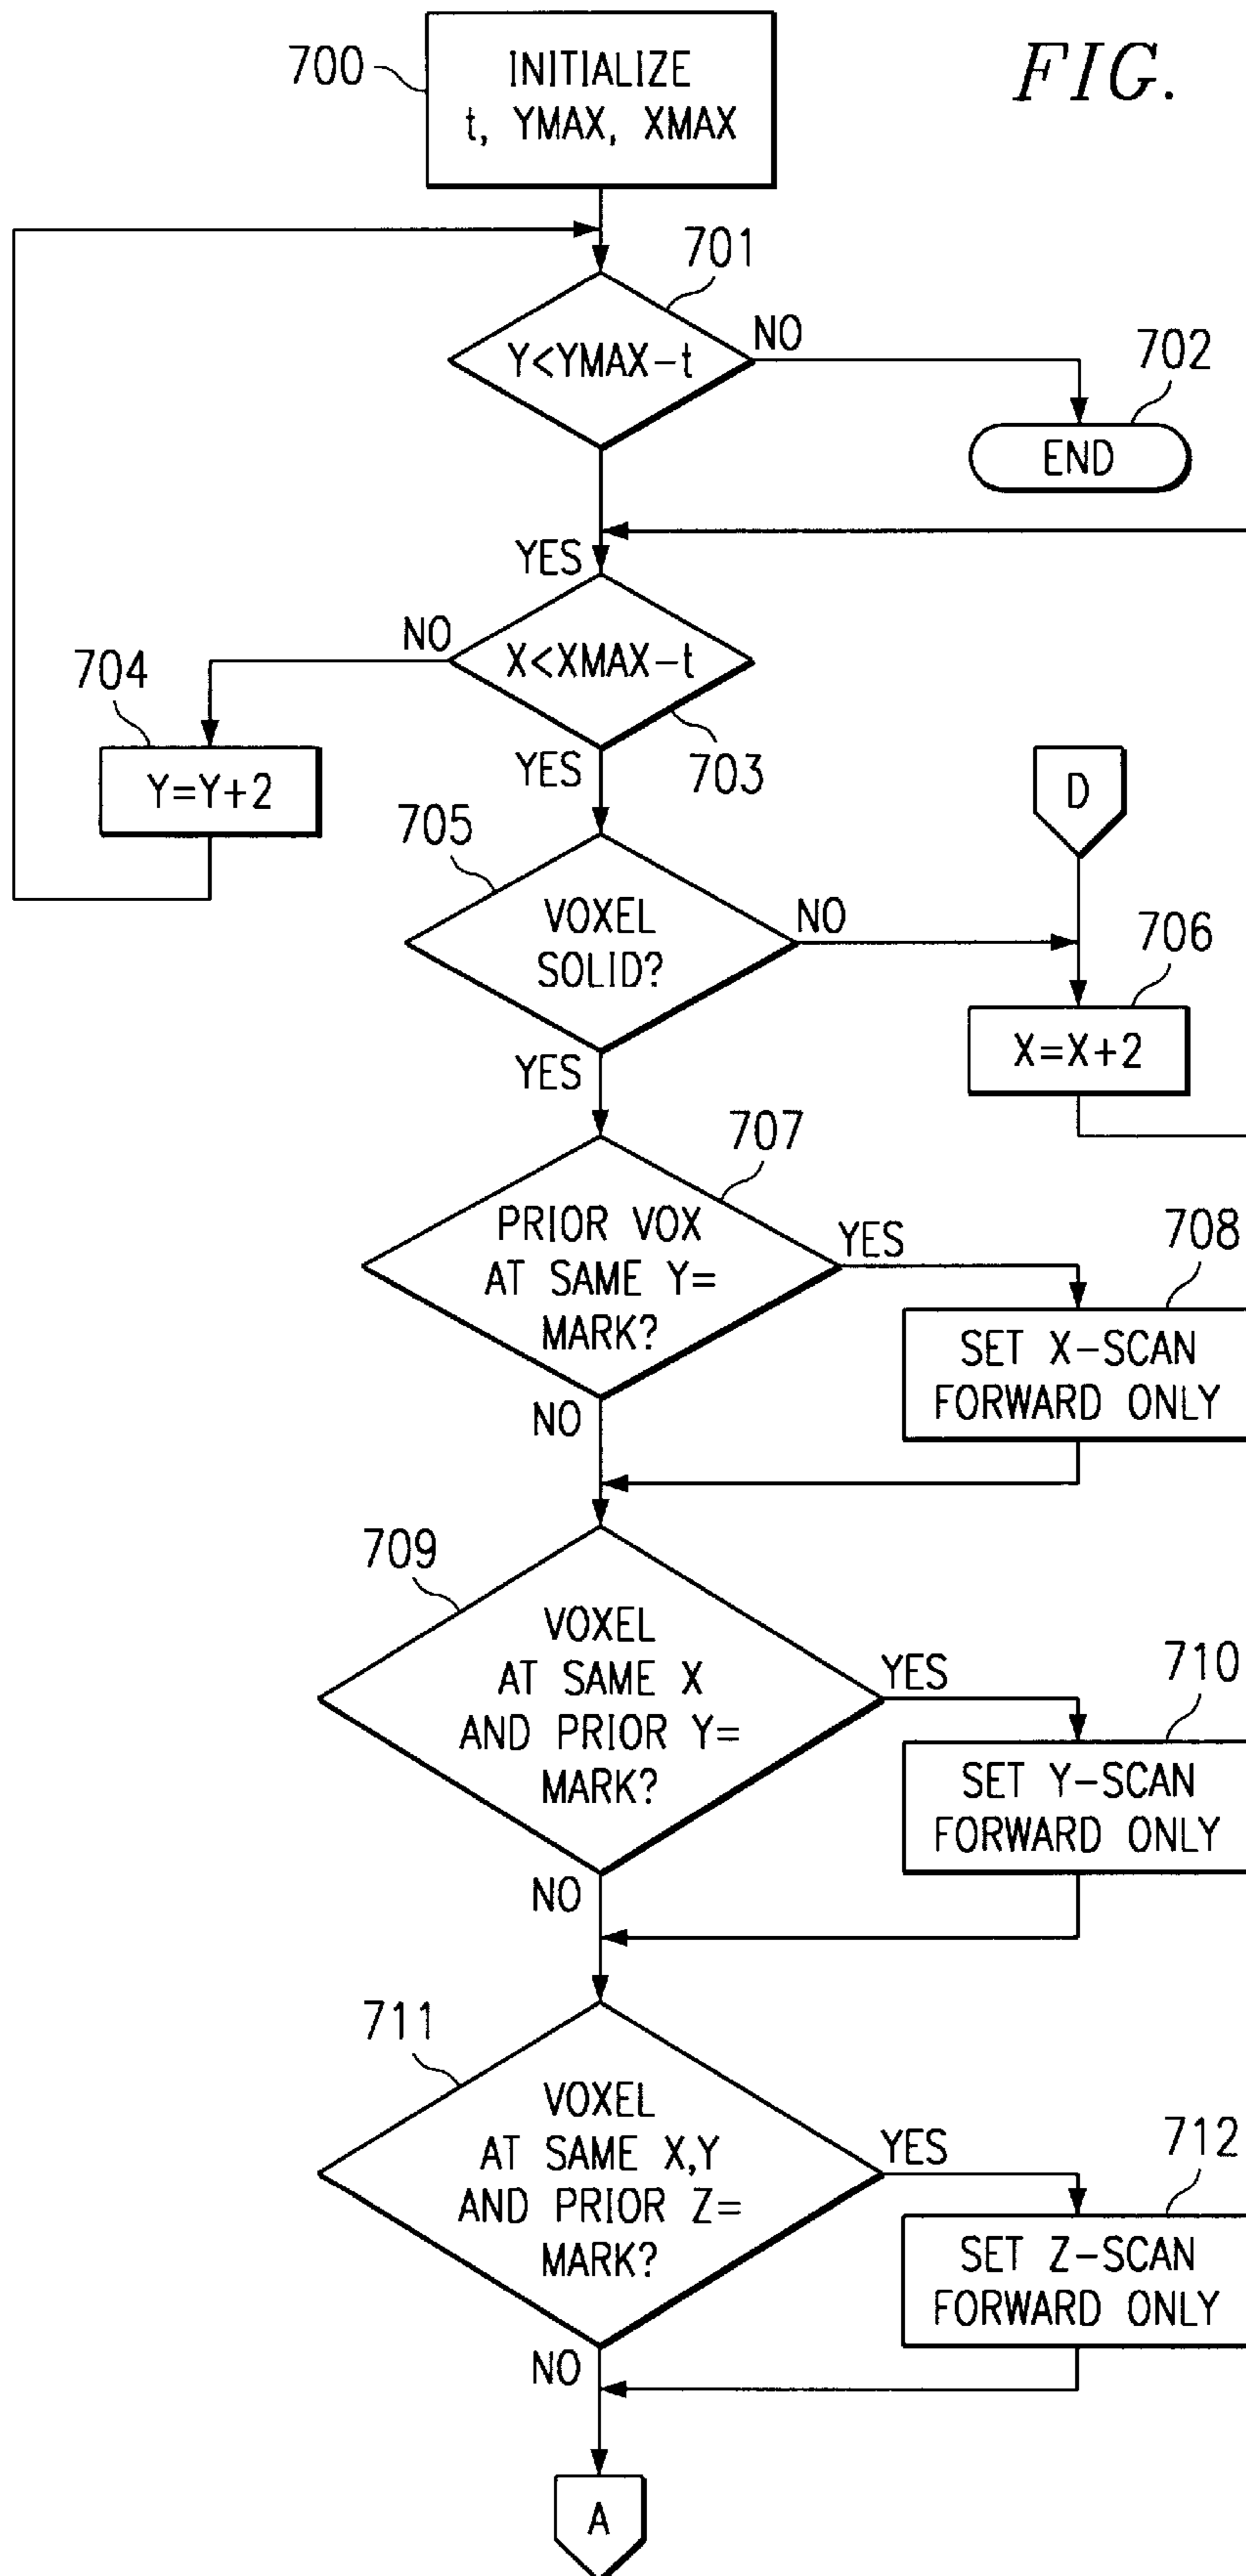 FIG.
700
INITIALIZE
t, YMAX, XMAX
701
Y<YMAX-t
NO
702
END
YES
X<XMAX-t
NO
703
704
Y=Y+2
YES
D
705
VOXEL
SOLID?
NO
706
X=X+2
YES
707
PRIOR VOX
AT SAME Y=
MARK?
YES
708
SET X-SCAN
FORWARD ONLY
NO
709
VOXEL
AT SAME X
AND PRIOR Y=
MARK?
YES
710
SET Y-SCAN
FORWARD ONLY
NO
711
VOXEL
AT SAME X,Y
AND PRIOR Z=
MARK?
YES
712
SET Z-SCAN
FORWARD ONLY
NO
A